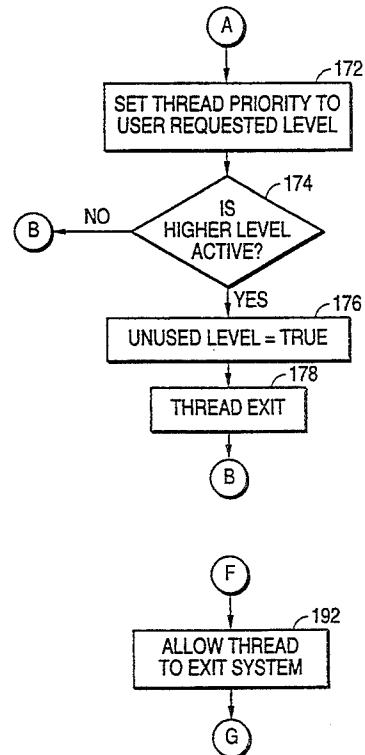 A
172
SET THREAD PRIORITY TO
USER REQUESTED LEVEL
174
IS
HIGHER LEVEL
ACTIVE?
NO
B
YES
176
UNUSED LEVEL = TRUE
178
THREAD EXIT
B
F
192
ALLOW THREAD
TO EXIT SYSTEM
G